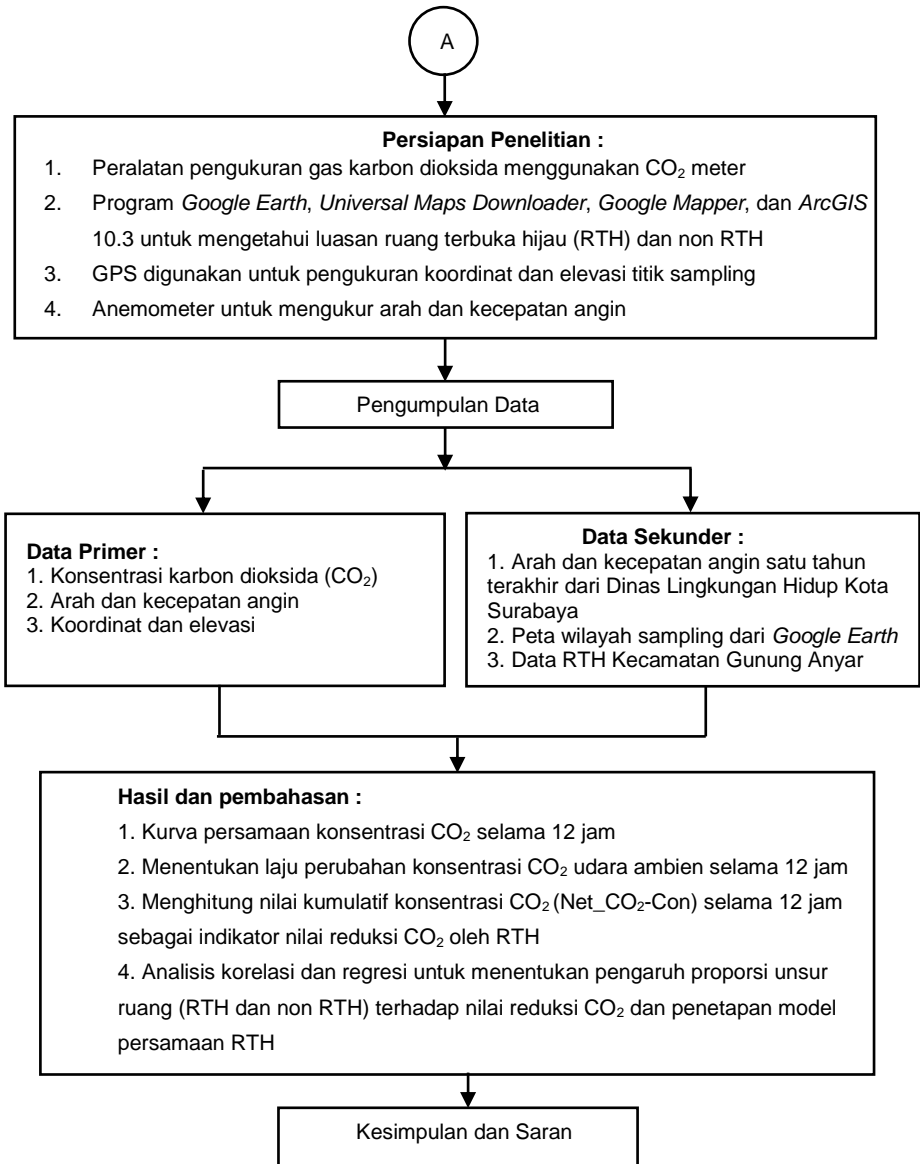 A
Persiapan Penelitian :
1. Peralatan pengukuran gas karbon dioksida menggunakan CO₂ meter
2. Program Google Earth, Universal Maps Downloader, Google Mapper, dan ArcGIS
10.3 untuk mengetahui luasan ruang terbuka hijau (RTH) dan non RTH
3. GPS digunakan untuk pengukuran koordinat dan elevasi titik sampling
4. Anemometer untuk mengukur arah dan kecepatan angin
Pengumpulan Data
Data Primer :
1. Konsentrasi karbon dioksida (CO₂)
2. Arah dan kecepatan angin
3. Koordinat dan elevasi
Data Sekunder :
1. Arah dan kecepatan angin satu tahun
terakhir dari Dinas Lingkungan Hidup Kota
Surabaya
2. Peta wilayah sampling dari Google Earth
3. Data RTH Kecamatan Gunung Anyar
Hasil dan pembahasan :
1. Kurva persamaan konsentrasi CO₂ selama 12 jam
2. Menentukan laju perubahan konsentrasi CO₂ udara ambien selama 12 jam
3. Menghitung nilai kumulatif konsentrasi CO₂ (Net_CO₂-Con) selama 12 jam
sebagai indikator nilai reduksi CO₂ oleh RTH
4. Analisis korelasi dan regresi untuk menentukan pengaruh proporsi unsur
ruang (RTH dan non RTH) terhadap nilai reduksi CO₂ dan penetapan model
persamaan RTH
Kesimpulan dan Saran